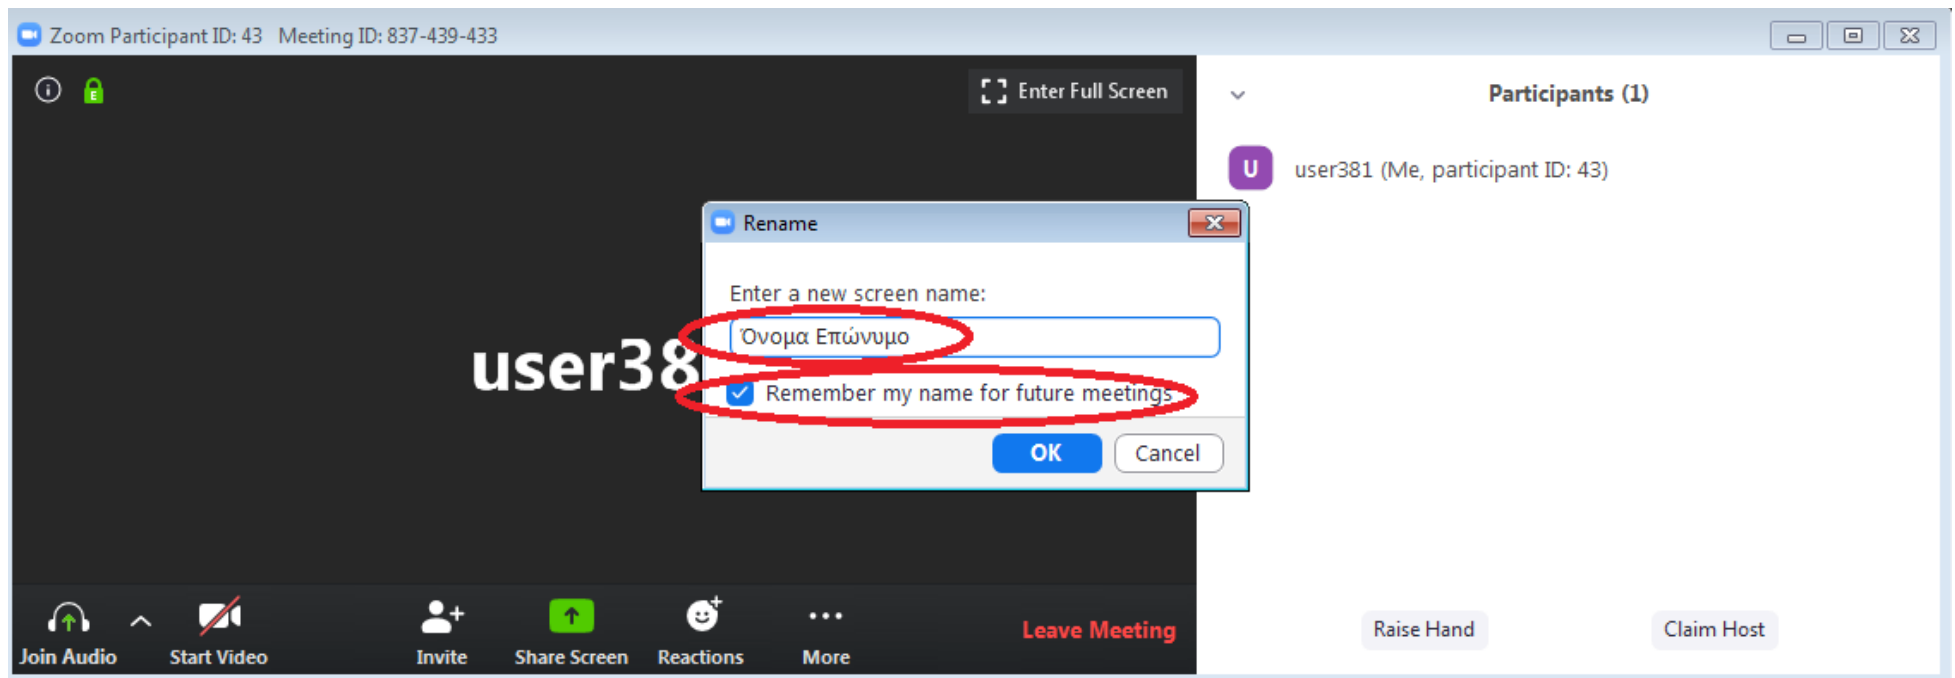 Zoom Participant ID: 43 Meeting ID: 837-439-433
E
Enter Full Screen
Participants (1)
U user381 (Me, participant ID: 43)
Rename
Enter a new screen name:
Όνομα Επώνυμο
user38
Remember my name for future meetings
OK Cancel
Join Audio Start Video Invite Share Screen Reactions More Leave Meeting
Raise Hand Claim Host